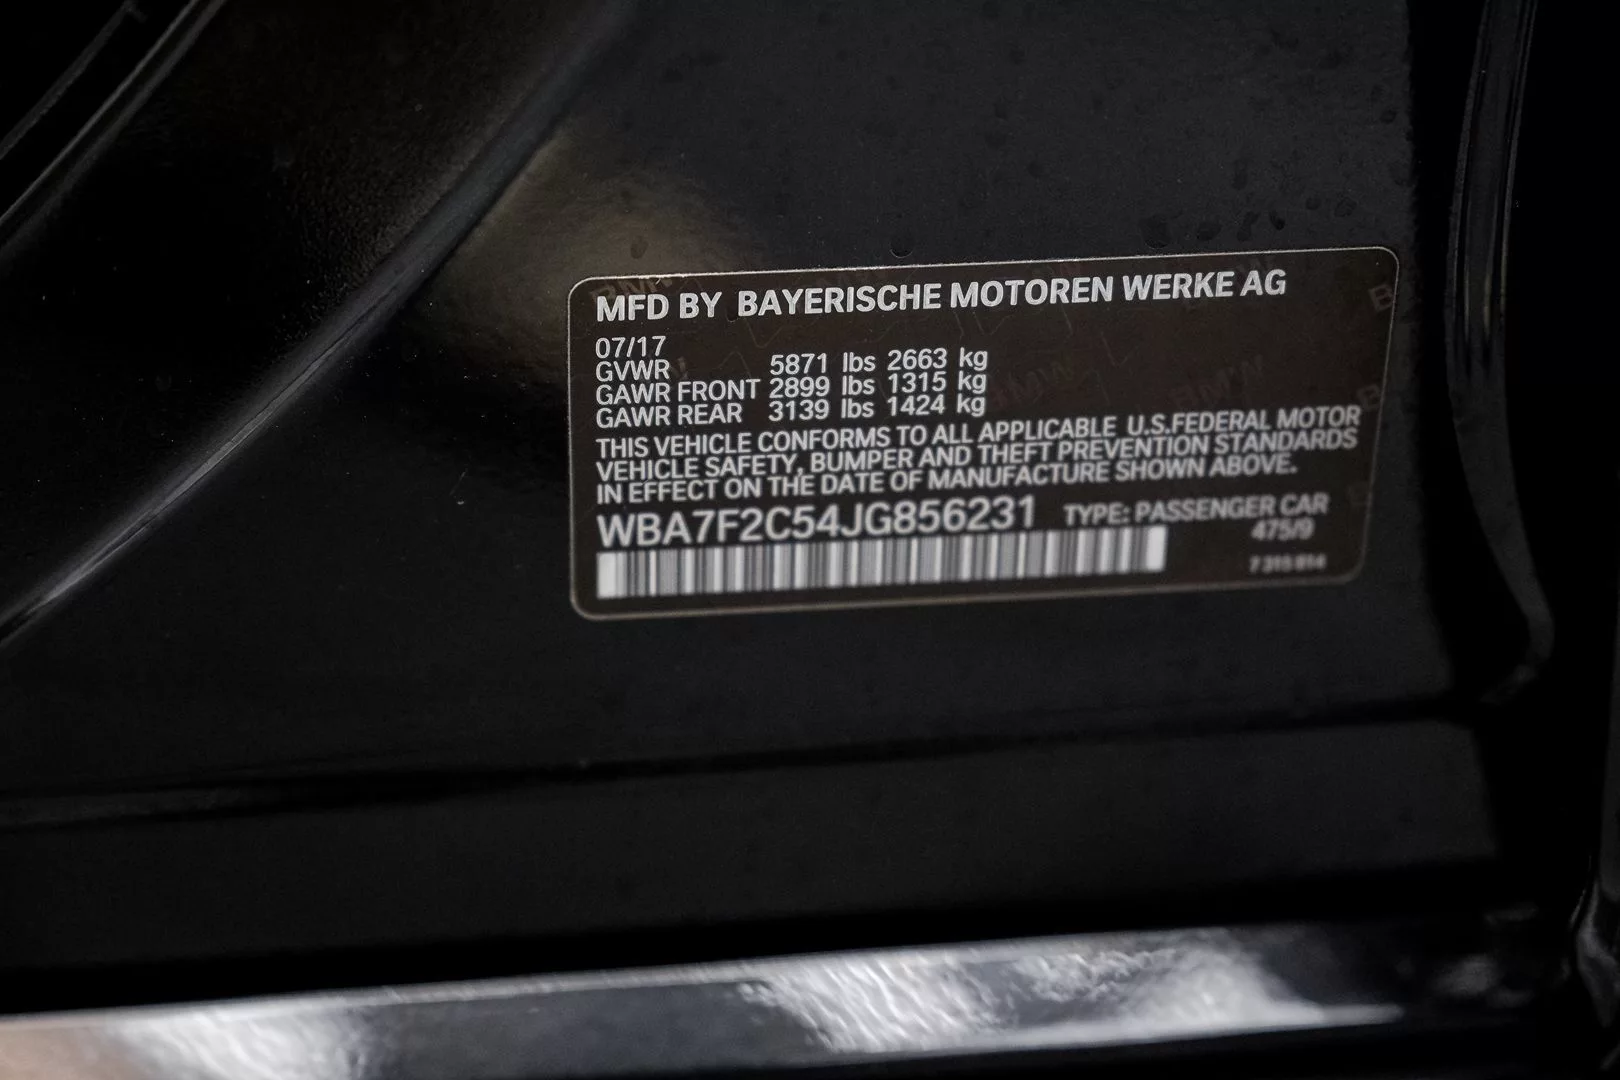 MFD BY BAYERISCHE MOTOREN WERKE AG
07/17
GVWR 5871 lbs 2663 kg
GAWR FRONT 2899 lbs 1315 kg
GAWR REAR 3139 lbs 1424 kg
THIS VEHICLE CONFORMS TO ALL APPLICABLE U.S.FEDERAL MOTOR
VEHICLE SAFETY, BUMPER AND THEFT PREVENTION STANDARDS
IN EFFECT ON THE DATE OF MANUFACTURE SHOWN ABOVE.
WBA7F2C54JG856231 TYPE: PASSENGER CAR
475/9